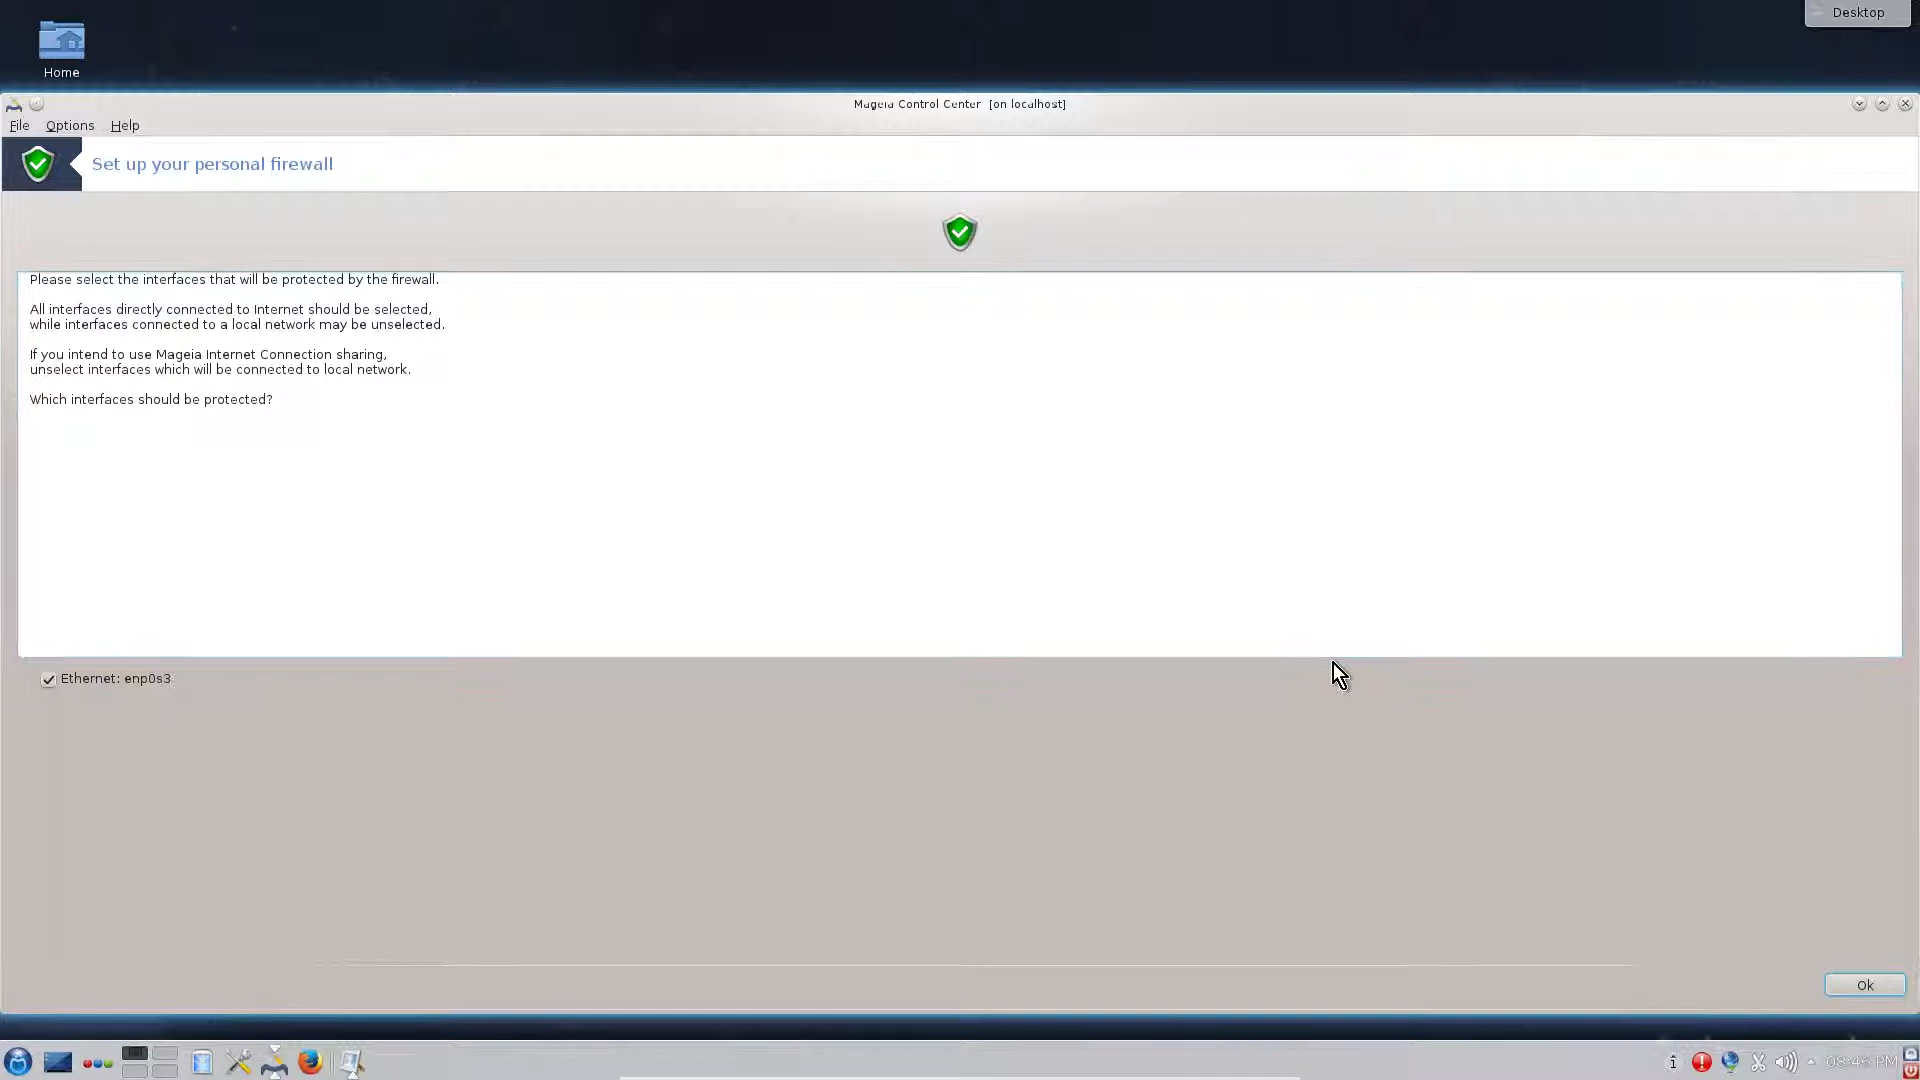 Desktop
Home
Mageia Control Center [on localhost]
File Options Help
Set up your personal firewall
Please select the interfaces that will be protected by the firewall.
All interfaces directly connected to Internet should be selected,
while interfaces connected to a local network may be unselected.
If you intend to use Mageia Internet Connection sharing,
unselect interfaces which will be connected to local network.
Which interfaces should be protected?
Ethernet: enp0s3
Ok
08:46 PM